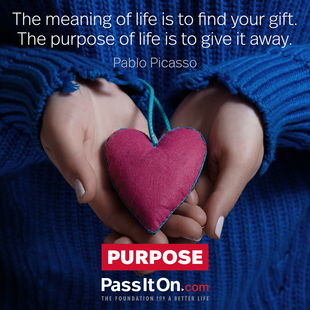 The meaning of life is to find your gift.
The purpose of life is to give it away.
Pablo Picasso
PURPOSE
PassItOn.com
THE FOUNDATION FOR A BETTER LIFE